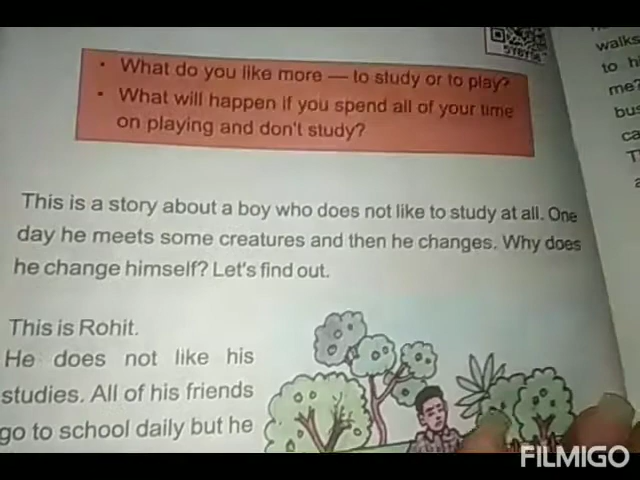 • What do you like more — to study or to play?
• What will happen if you spend all of your time
on playing and don't study?
This is a story about a boy who does not like to study at all. One
day he meets some creatures and then he changes. Why does
he change himself? Let's find out.
This is Rohit.
He does not like his
studies. All of his friends
go to school daily but he
walks
to
me?
FILMIGO